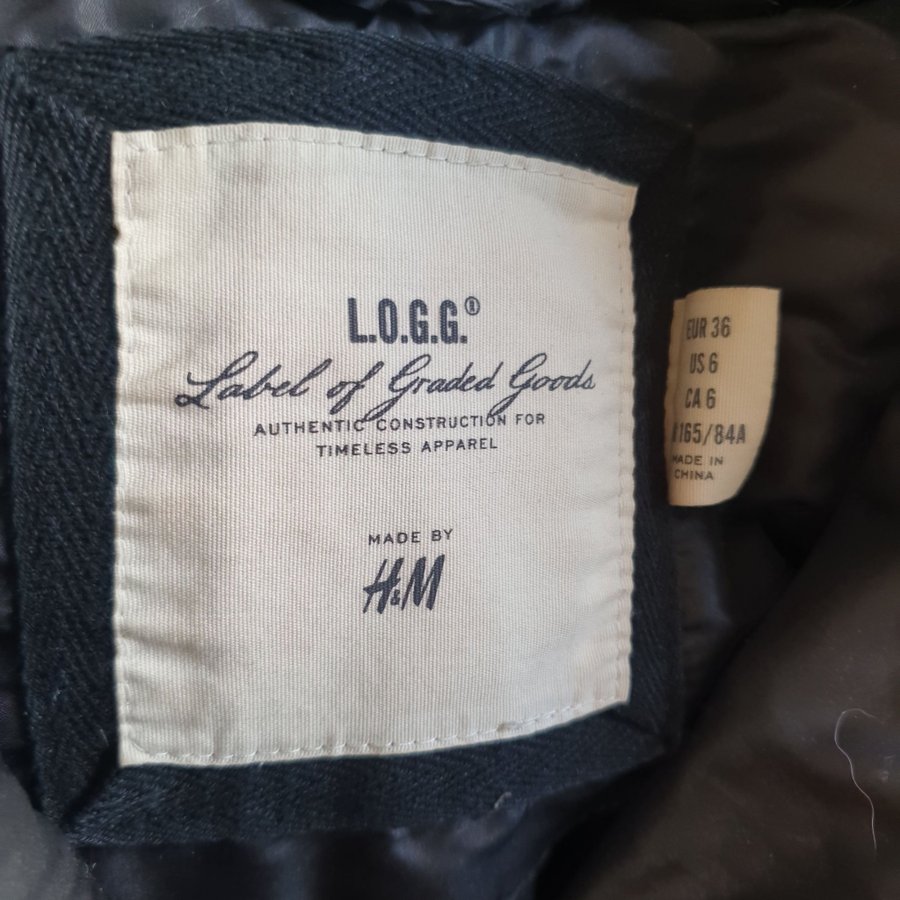 L.O.G.G.®
Label of Graded Goods
AUTHENTIC CONSTRUCTION FOR
TIMELESS APPAREL
MADE BY
H&M
EUR 36
US 6
CA 6
165/84A
MADE IN
CHINA